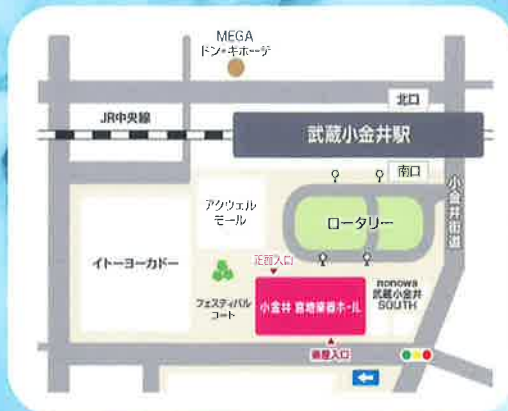 MEGA
ドン・キホーテ
北口
JR中央線
武蔵小金井駅
南口
小金井街道
アクウェル
モール
ロータリー
イトーヨーカドー
正面入口
フェスティバル
コート
小金井 宮地楽器ホール
nonowa
武蔵小金井
SOUTH